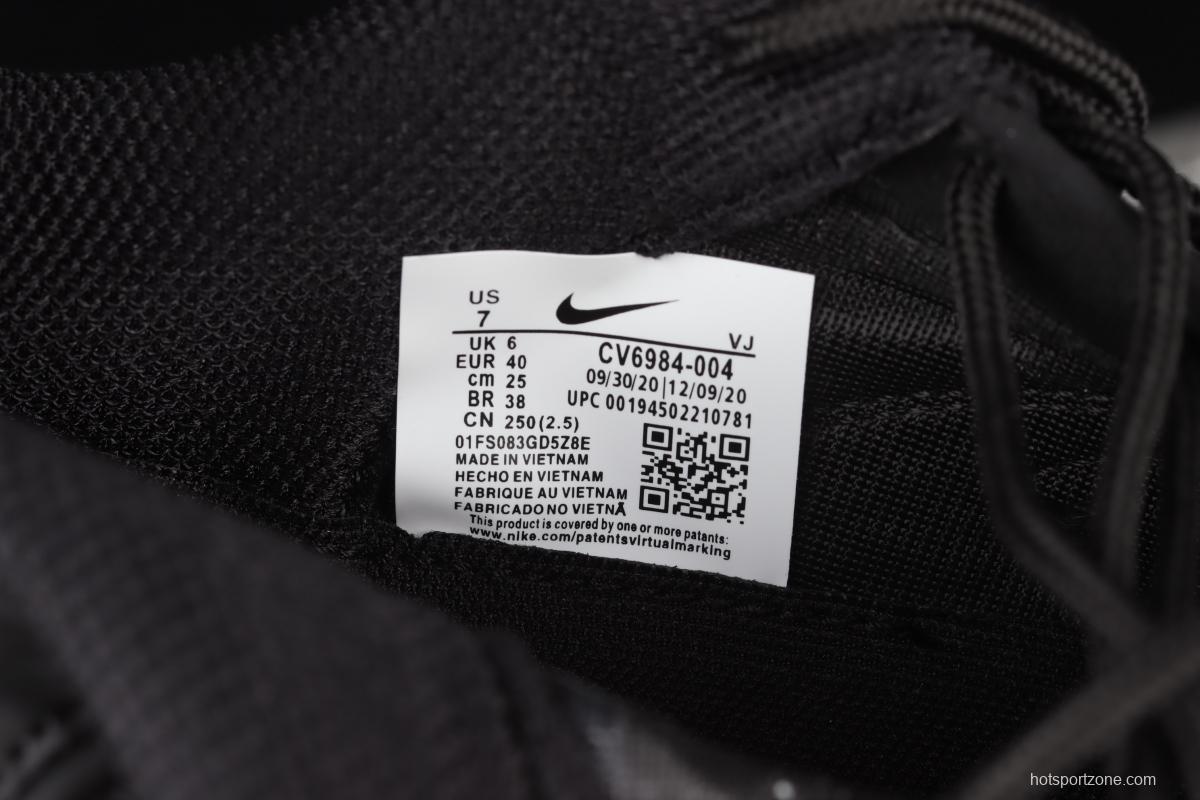 US
7
VJ
UK 6
EUR 40
cm 25
BR 38
CN 250(2.5)
CV6984-004
09/30/20|12/09/20
UPC 00194502210781
01FS083GD5Z8E
MADE IN VIETNAM
HECHO EN VIETNAM
FABRIQUE AU VIETNAM
FABRICADO NO VIETNÃ
This product is covered by one or more patents:
www.nike.com/patentsvirtualmarking
hotsportzone.com